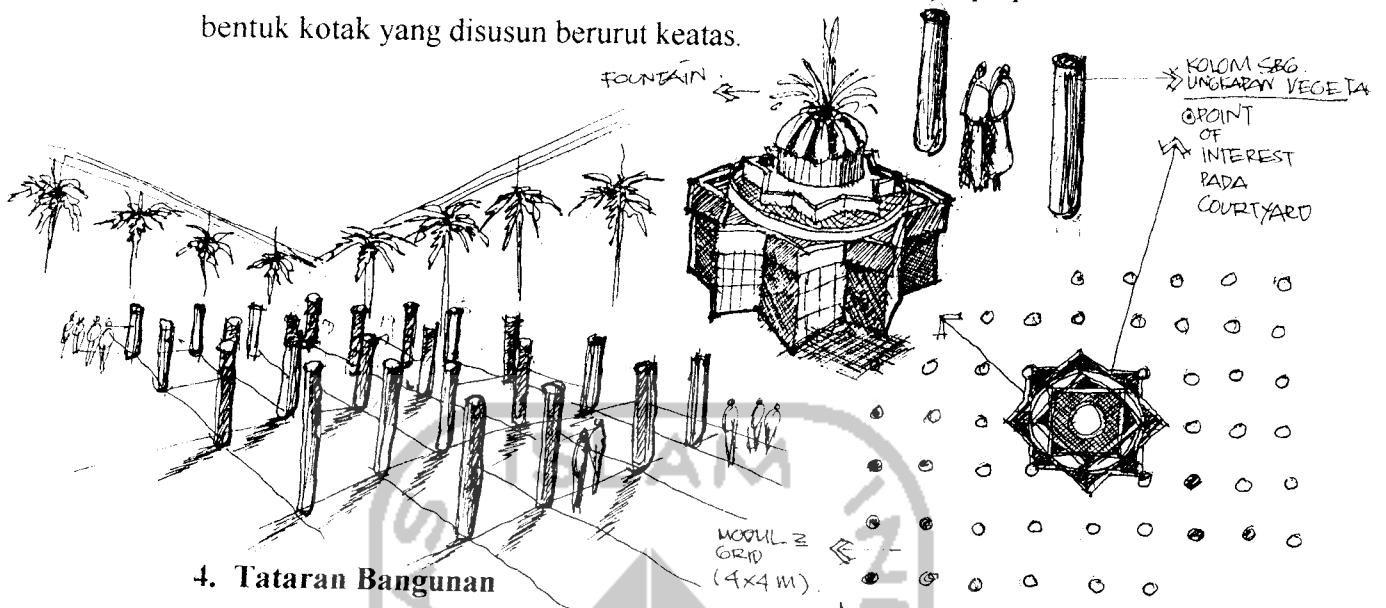 bentuk kotak yang disusun berurut keatas.
FOUNTAIN
KOLOM SBG.
UNGKAPAN VEGETA
POINT
OF
INTEREST
PADA
COURTYARD
MODUL
GRID
(4x4 M).
4. Tataran Bangunan
ISLAM